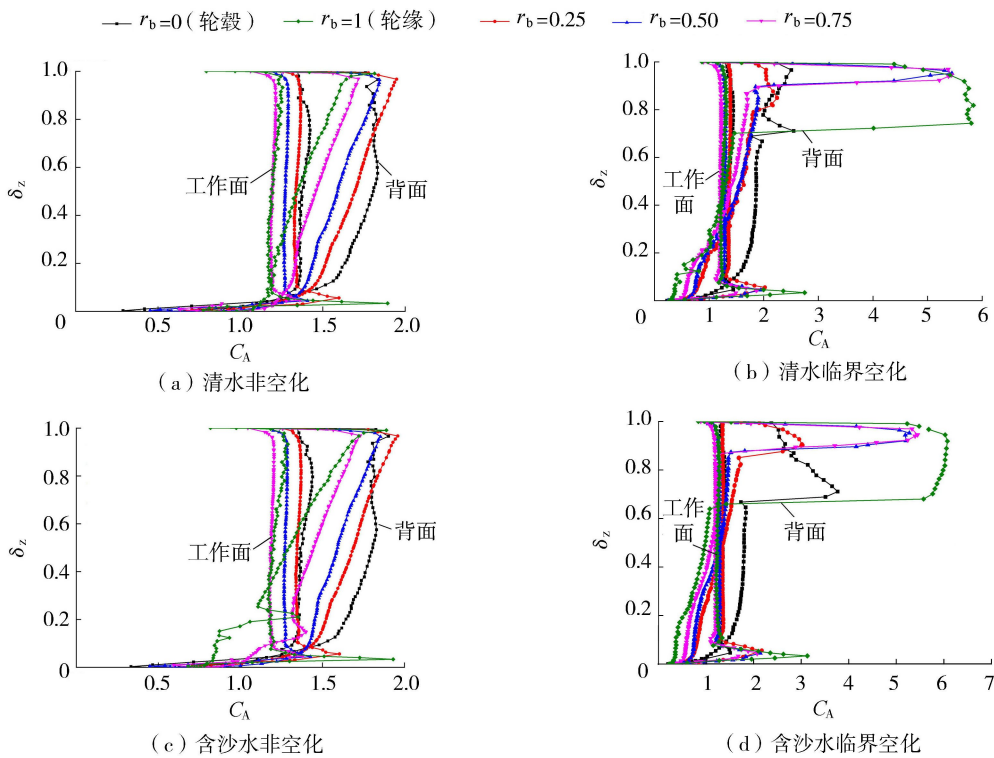 r_b=0(轮毂) r_b=1(轮缘) r_b=0.25 r_b=0.50 r_b=0.75
1.0
0.8
0.6
0.4
0.2
0
δ_z
工作面
背面
0.5 1.0 1.5 2.0
C_A
(a)清水非空化
1.0
0.8
0.6
0.4
0.2
0
δ_z
工作
面
背面
1 2 3 4 5 6
C_A
(b)清水临界空化
1.0
0.8
0.6
0.4
0.2
0
δ_z
工作面
背面
0.5 1.0 1.5 2.0
C_A
(c)含沙水非空化
1.0
0.8
0.6
0.4
0.2
0
δ_z
工作
面
背面
1 2 3 4 5 6 7
C_A
(d)含沙水临界空化